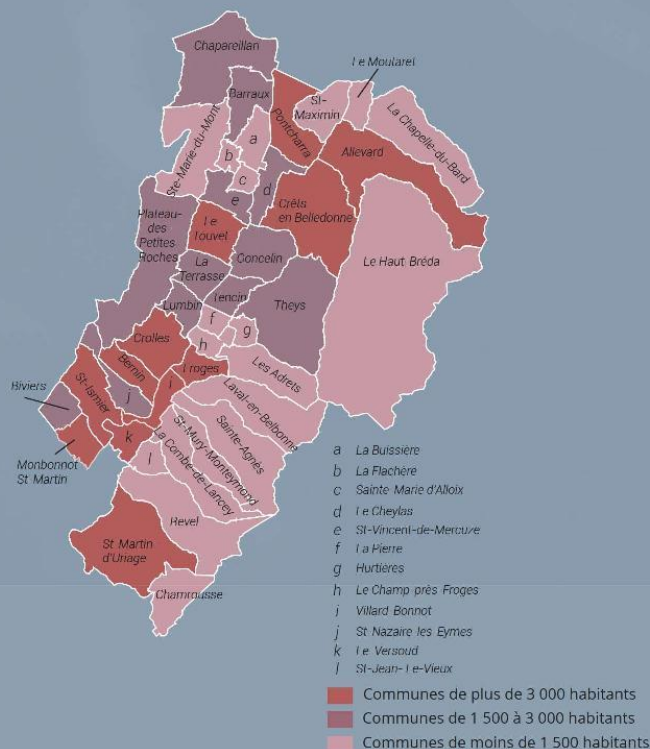 Chapareillan
Le Moutaret
Barraux
St-
Maximin
La Chapelle-du-Bard
Pontcharra
Ste-Marie-du-Mont
a
Allevard
b
c
d
e
Crêts
en Belledonne
Plateau-
des
Petites
Roches
Le
Touvet
Goncelin
Le Haut Bréda
La
Terrasse
Tencin
Theys
Lumbin
f
g
Crolles
h
Les Adrets
Froges
Bernin
i
St-Ismier
Laval-en-Belbonne
Biviers
j
Sainte-Agnès
St-Mury-Monteymond
k
La Combe-de-Lancey
l
Monbonnot
St Martin
Revel
St Martin
d'Uriage
Chamrousse
a La Buissière
b La Flachère
c Sainte Marie d'Alloix
d Le Cheylas
e St-Vincent-de-Mercuze
f La Pierre
g Hurtières
h Le Champ près Froges
i Villard Bonnot
j St Nazaire les Eymes
k Le Versoud
l St-Jean- Le-Vieux
Communes de plus de 3 000 habitants
Communes de 1 500 à 3 000 habitants
Communes de moins de 1 500 habitants